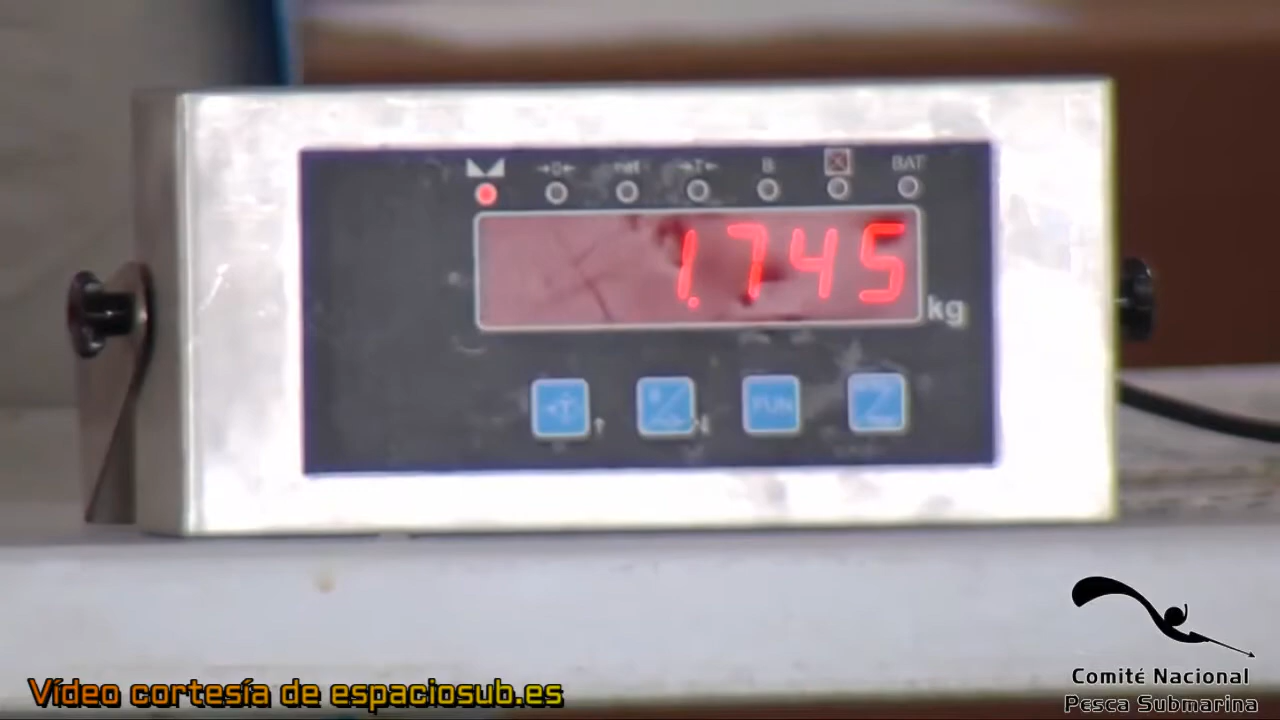 →0← net →T← B BAT
1.745
kg
FUN
Vídeo cortesía de espaciosub.es
Comité Nacional
Pesca Submarina